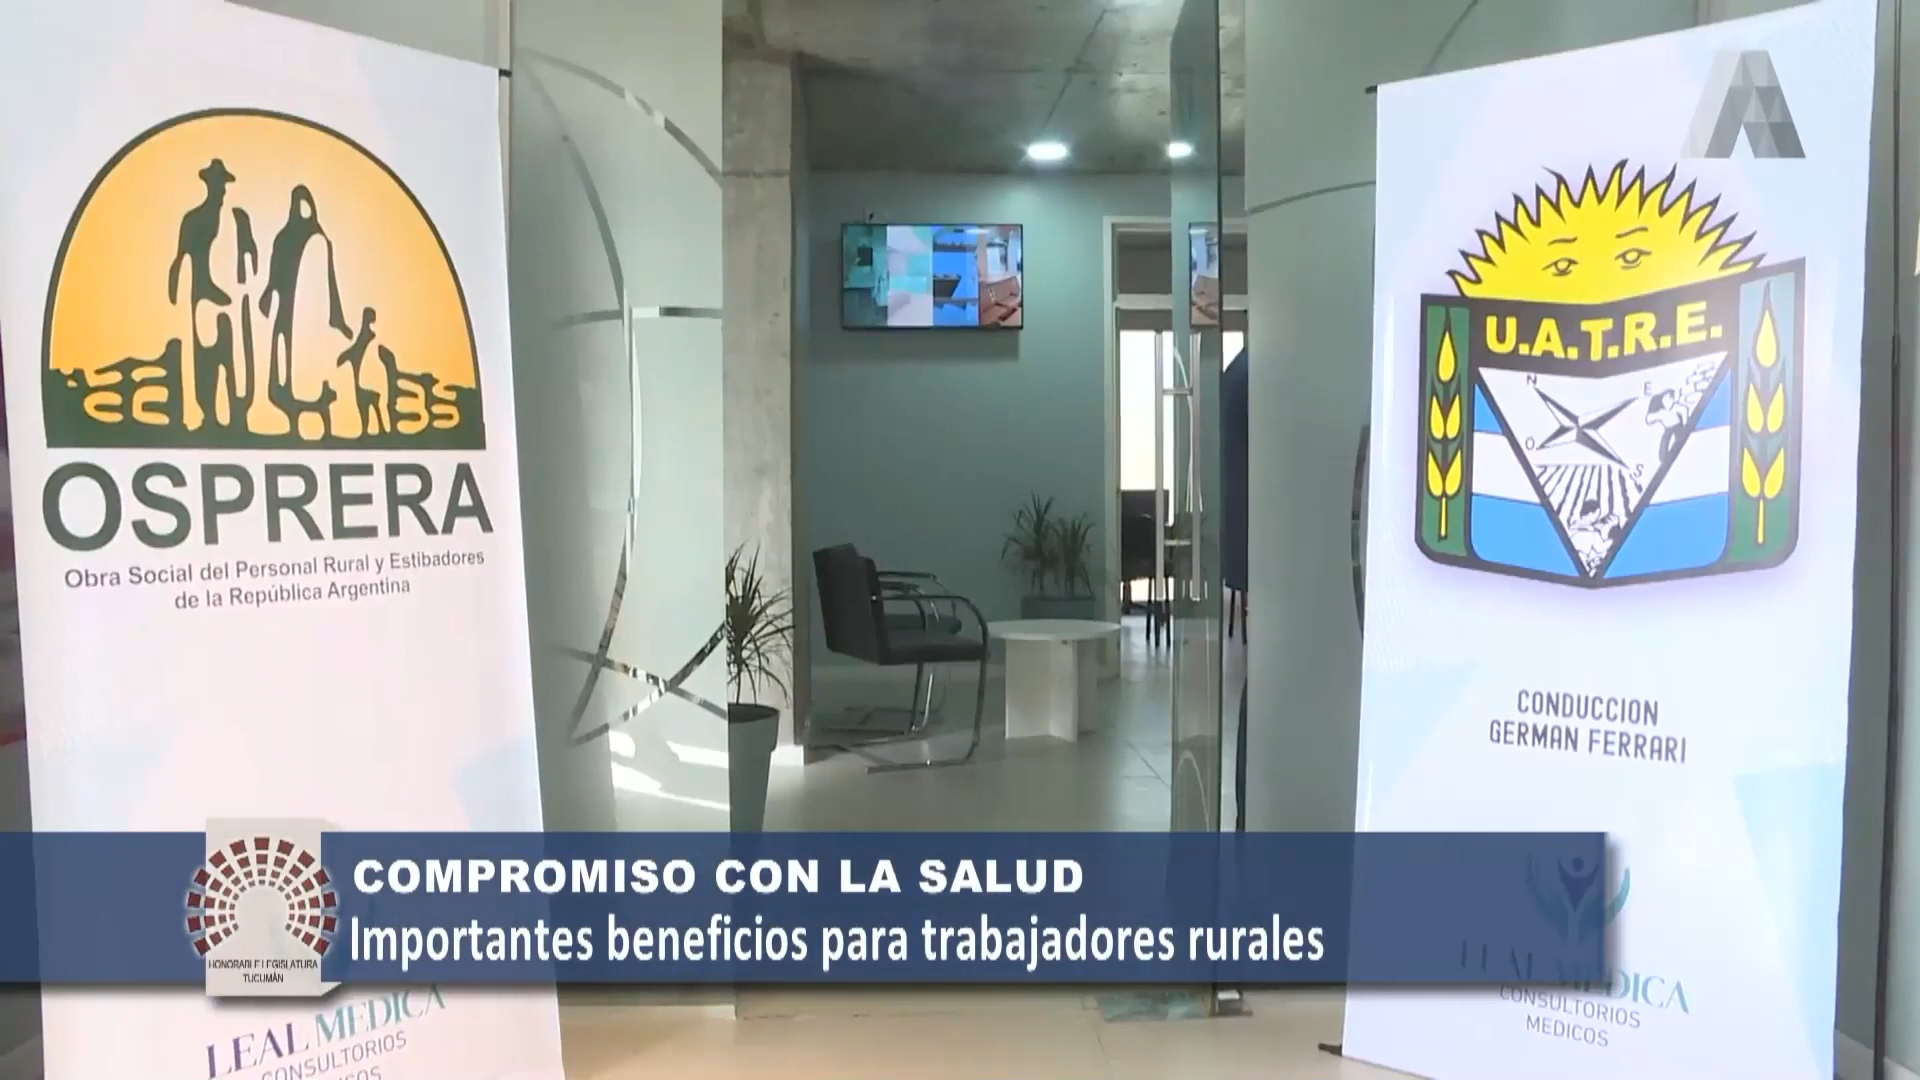 OSPRERA
Obra Social del Personal Rural y Estibadores
de la República Argentina
U.A.T.R.E.
N
E
O
S
CONDUCCION
GERMAN FERRARI
COMPROMISO CON LA SALUD
Importantes beneficios para trabajadores rurales
HONORABLE LEGISLATURA
TUCUMÁN
LEAL MEDICA
CONSULTORIOS
LEAL MEDICA
CONSULTORIOS
MEDICOS